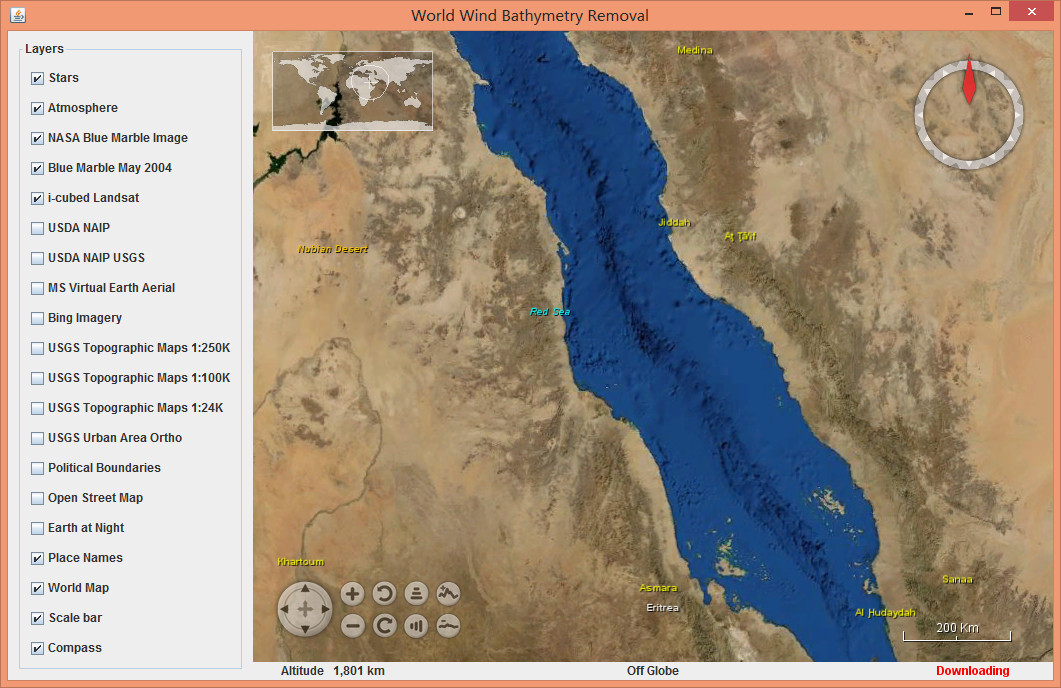 World Wind Bathymetry Removal
Layers
Stars
Atmosphere
NASA Blue Marble Image
Blue Marble May 2004
i-cubed Landsat
USDA NAIP
USDA NAIP USGS
MS Virtual Earth Aerial
Bing Imagery
USGS Topographic Maps 1:250K
USGS Topographic Maps 1:100K
USGS Topographic Maps 1:24K
USGS Urban Area Ortho
Political Boundaries
Open Street Map
Earth at Night
Place Names
World Map
Scale bar
Compass
Medina
Jiddah
Aţ Ţā'if
Nubian Desert
Red Sea
Khartoum
Asmara
Eritrea
Sanaa
Al Ḩudaydah
200 Km
Altitude 1,801 km
Off Globe
Downloading